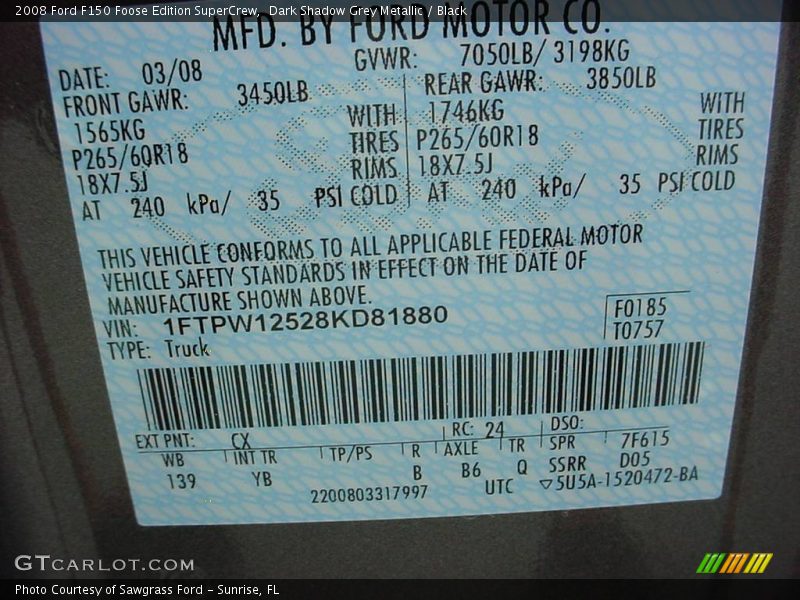 2008 Ford F150 Foose Edition SuperCrew, Dark Shadow Grey Metallic / Black
MFD. BY FORD MOTOR CO.
DATE: 03/08 GVWR: 7050LB/ 3198KG
FRONT GAWR: 3450LB REAR GAWR: 3850LB
1565KG WITH 1746KG WITH
P265/60R18 TIRES P265/60R18 TIRES
18X7.5J RIMS 18X7.5J RIMS
AT 240 kPa/ 35 PSI COLD AT 240 kPa/ 35 PSI COLD
THIS VEHICLE CONFORMS TO ALL APPLICABLE FEDERAL MOTOR
VEHICLE SAFETY STANDARDS IN EFFECT ON THE DATE OF
MANUFACTURE SHOWN ABOVE.
VIN: 1FTPW12528KD81880 F0185
TYPE: Truck T0757
EXT PNT: CX RC: 24 DSO:
WB INT TR TP/PS R AXLE TR SPR 7F615
139 YB B B6 Q SSRR D05
2200803317997 UTC ▽5U5A-1520472-BA
GTCARLOT.COM
Photo Courtesy of Sawgrass Ford - Sunrise, FL